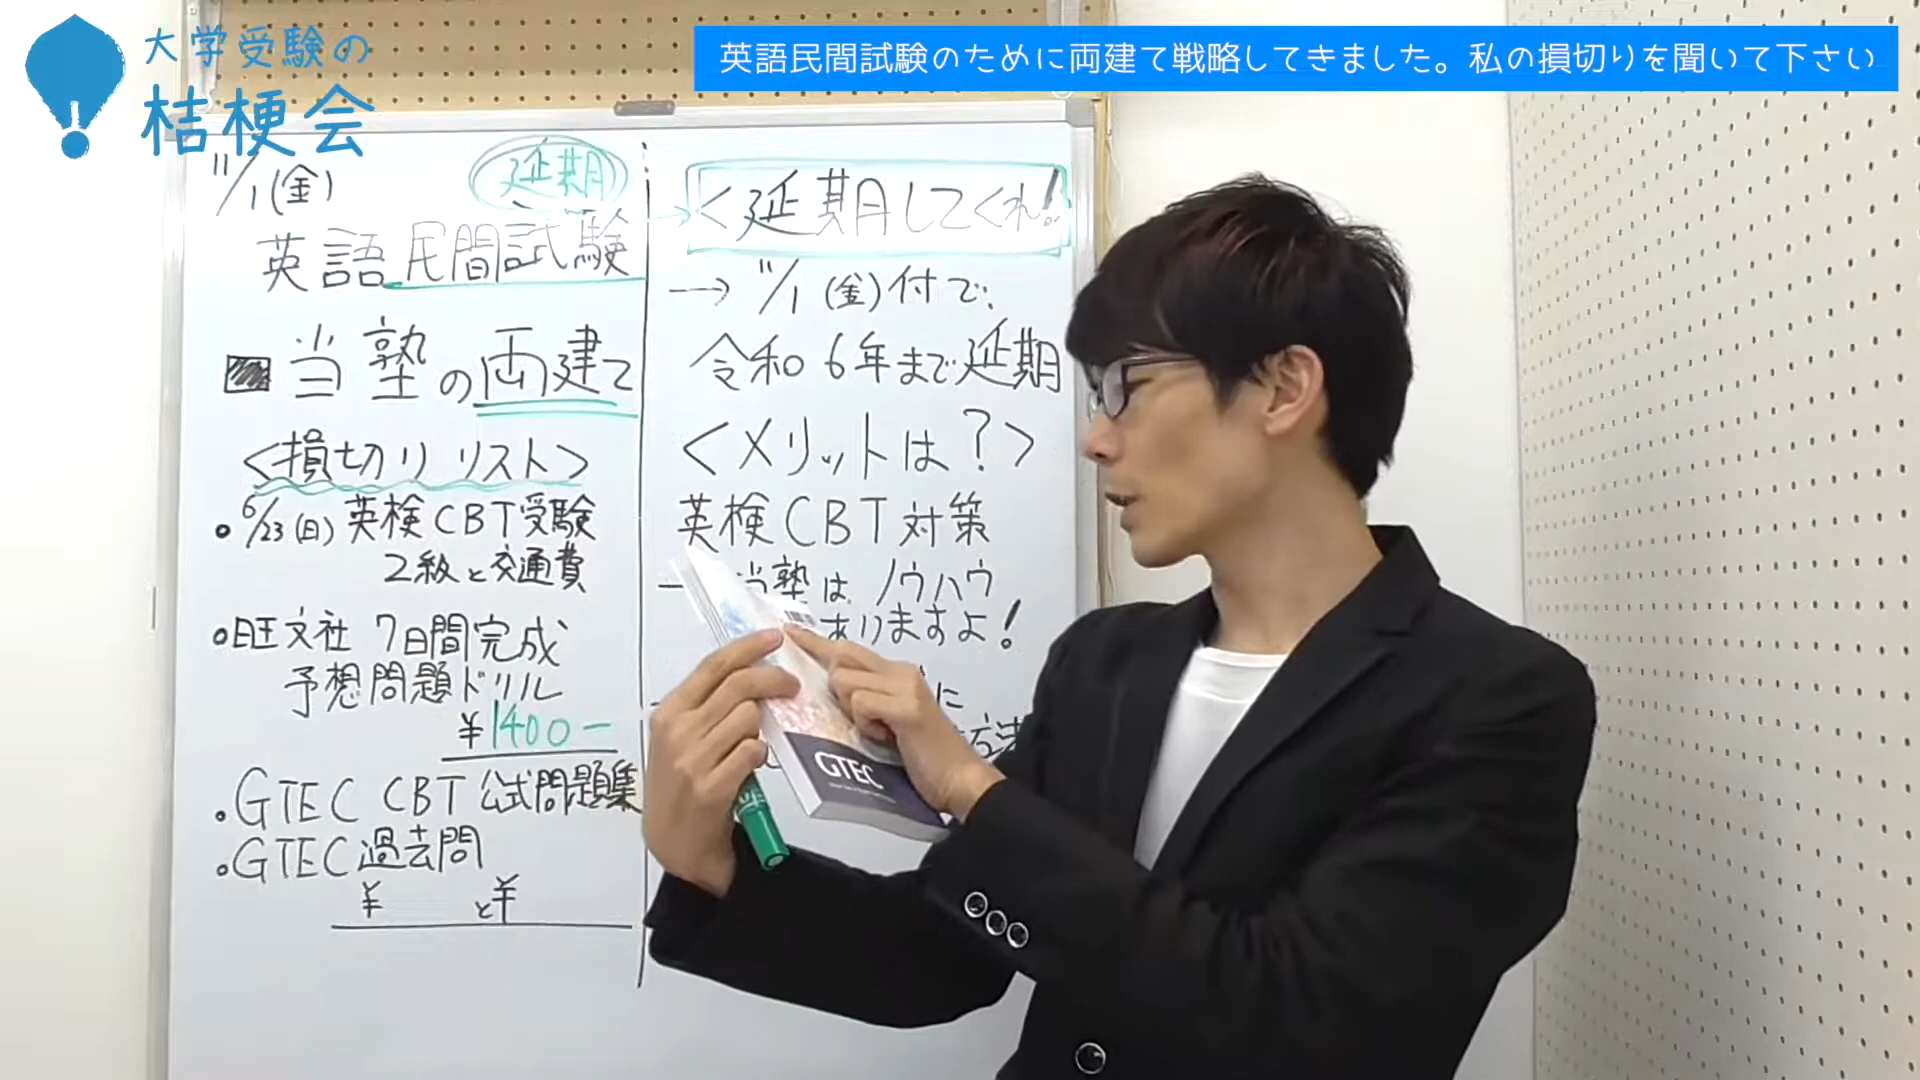 大学受験の
桔梗会
英語民間試験のために両建て戦略してきました。私の損切りを聞いて下さい
11/1(金)
延期
英語民間試験
当塾の両建て
<損切りリスト>
・6/23(日)英検CBT受験
2級と交通費
・旺文社 7日間完成
予想問題ドリル
¥1400-
・GTEC CBT 公式問題集
・GTEC過去問
¥ と¥
<延期してくれ!
→ 11/1(金)付で、
令和6年まで延期
<メリットは?>
英検CBT対策
当塾は ノウハウ
ありますよ!
に
方法
GTEC